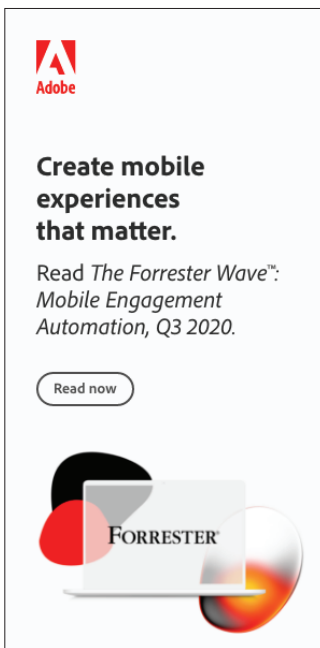 Adobe
Create mobile
experiences
that matter.
Read The Forrester Wave™:
Mobile Engagement
Automation, Q3 2020.
Read now
FORRESTER®